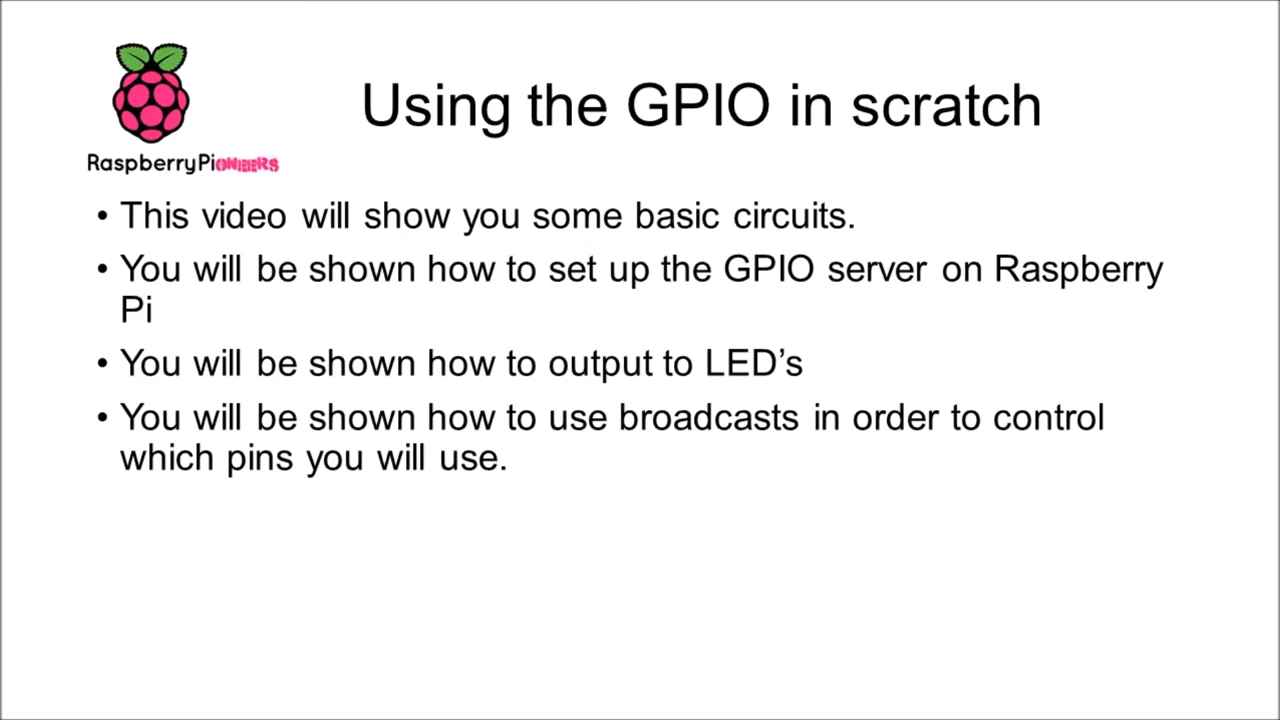 Using the GPIO in scratch
RaspberryPiONEERS
• This video will show you some basic circuits.
• You will be shown how to set up the GPIO server on Raspberry
Pi
• You will be shown how to output to LED’s
• You will be shown how to use broadcasts in order to control
which pins you will use.